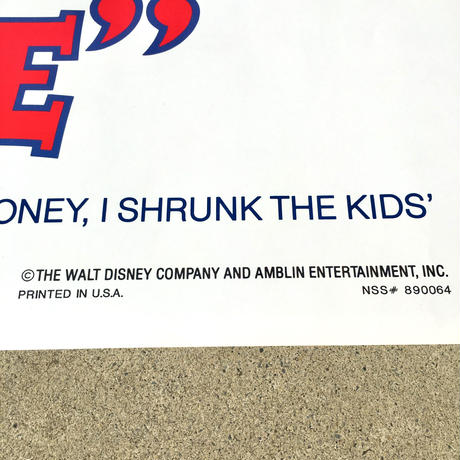 E”
ONEY, I SHRUNK THE KIDS’
©THE WALT DISNEY COMPANY AND AMBLIN ENTERTAINMENT, INC.
PRINTED IN U.S.A. NSS# 890064